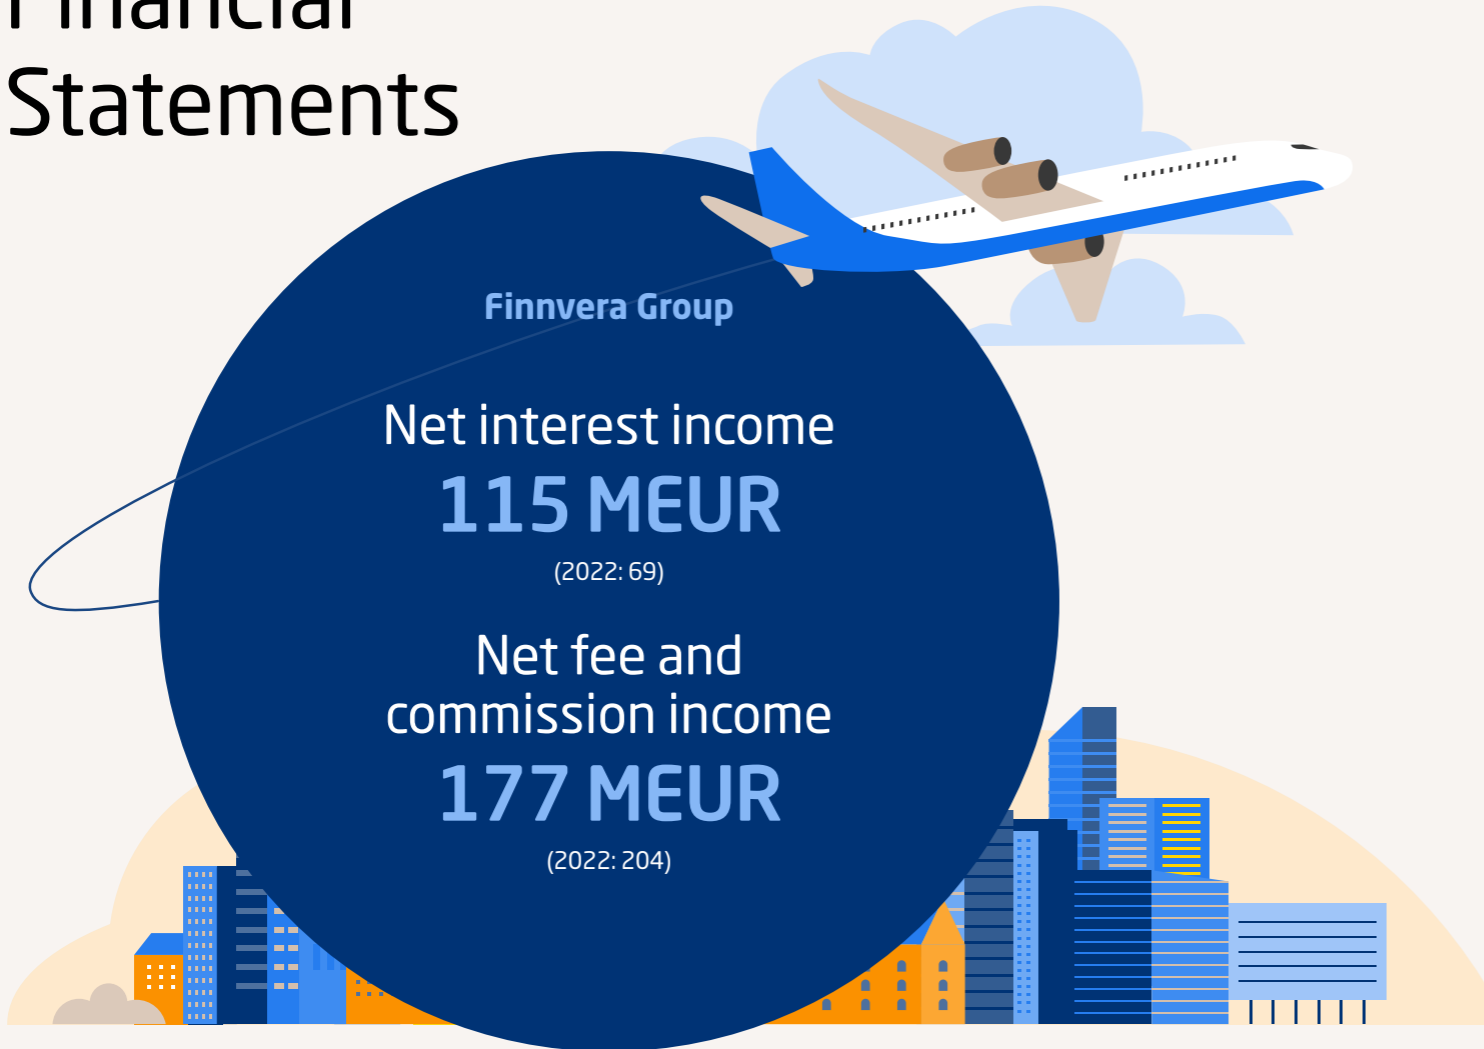 Financial
Statements
Finnvera Group
Net interest income
115 MEUR
(2022: 69)
Net fee and
commission income
177 MEUR
(2022: 204)